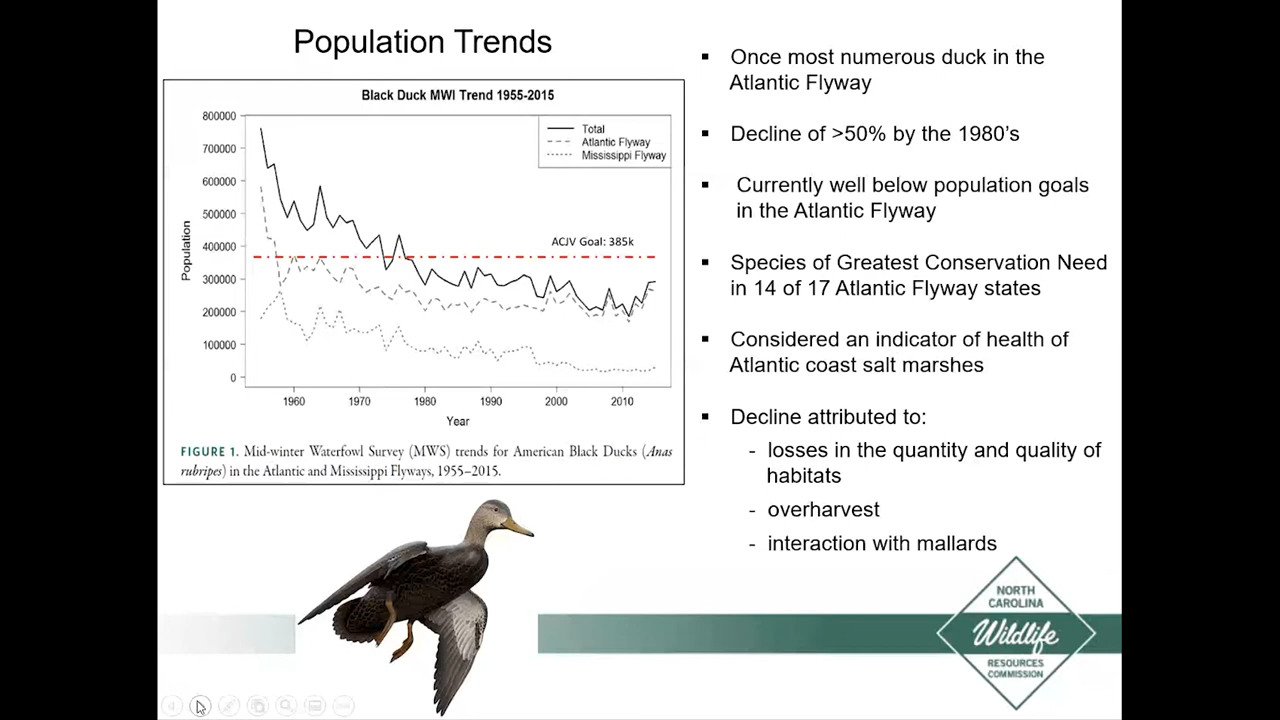 Population Trends
Black Duck MWI Trend 1955-2015
800000
700000
600000
500000
400000
300000
200000
100000
0
Population
Total
Atlantic Flyway
Mississippi Flyway
ACJV Goal: 385k
1960
1970
1980
1990
2000
2010
Year
FIGURE 1. Mid-winter Waterfowl Survey (MWS) trends for American Black Ducks (Anas
rubripes) in the Atlantic and Mississippi Flyways, 1955–2015.
▪ Once most numerous duck in the
Atlantic Flyway
▪ Decline of >50% by the 1980's
▪ Currently well below population goals
in the Atlantic Flyway
▪ Species of Greatest Conservation Need
in 14 of 17 Atlantic Flyway states
▪ Considered an indicator of health of
Atlantic coast salt marshes
▪ Decline attributed to:
- losses in the quantity and quality of
habitats
- overharvest
- interaction with mallards
NORTH
CAROLINA
Wildlife
RESOURCES
COMMISSION